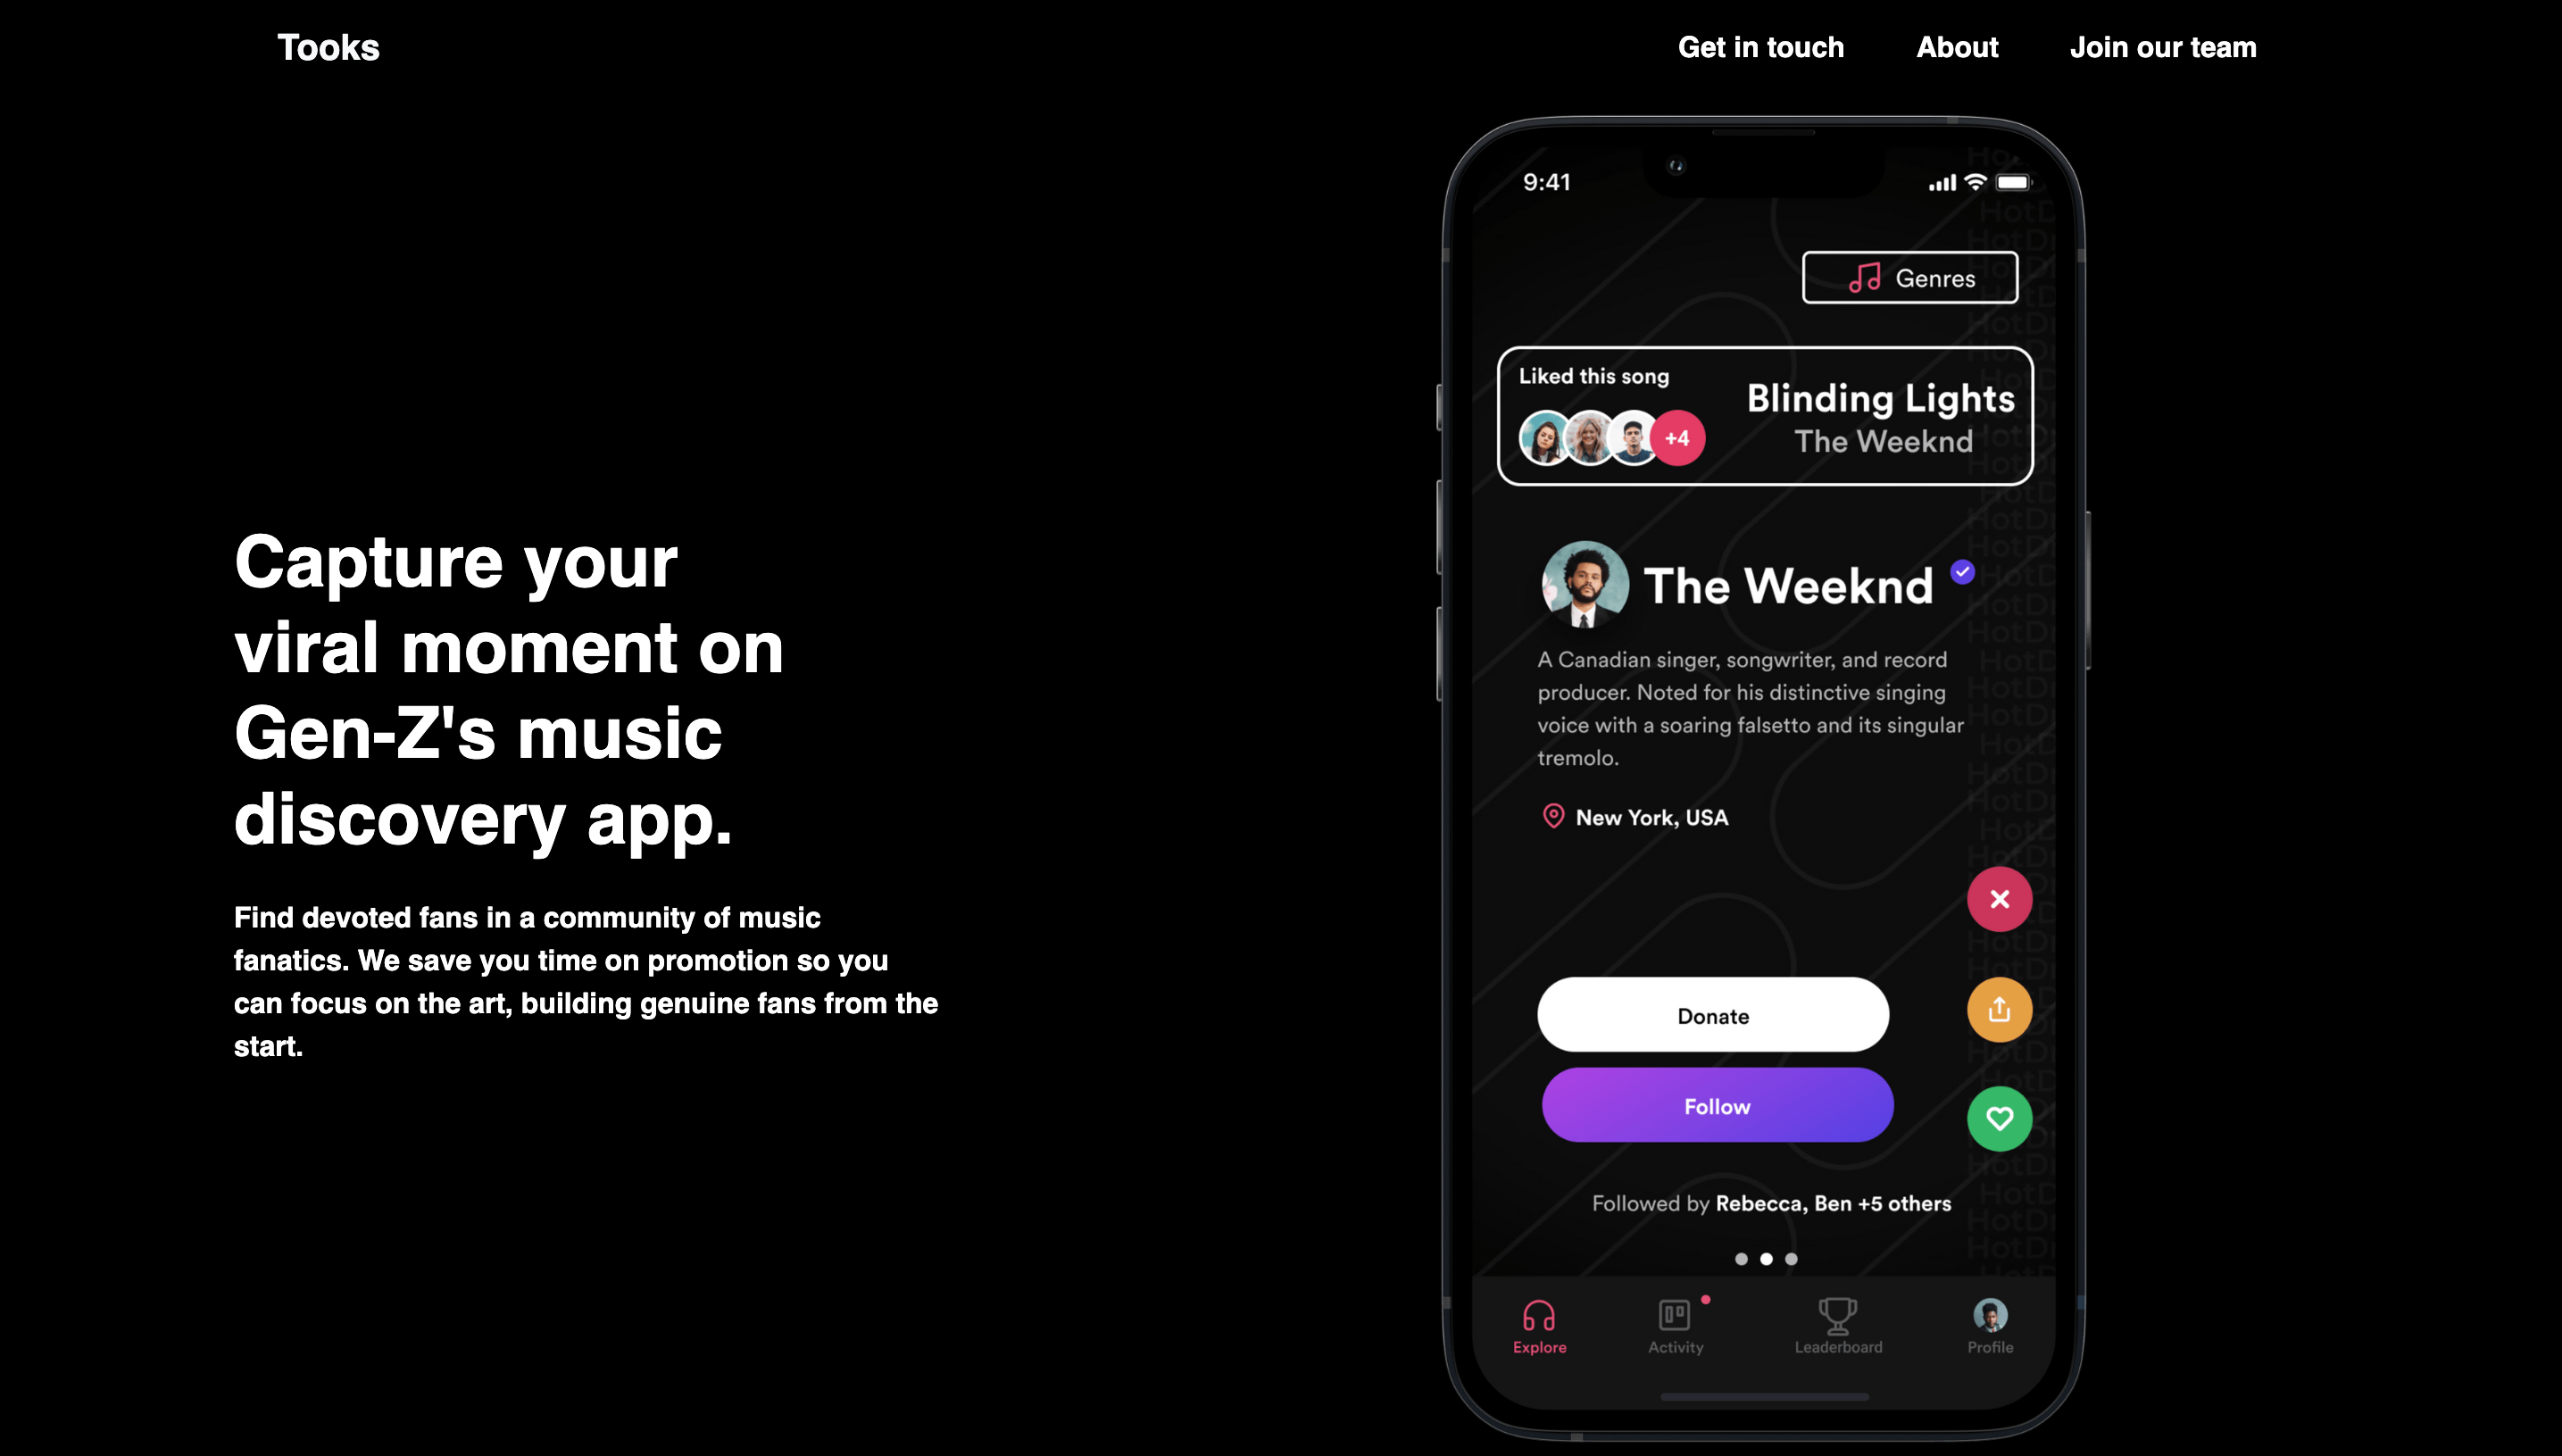 Tooks
Get in touch
About
Join our team
Capture your
viral moment on
Gen-Z's music
discovery app.
Find devoted fans in a community of music
fanatics. We save you time on promotion so you
can focus on the art, building genuine fans from the
start.
9:41
Genres
Liked this song
+4
Blinding Lights
The Weeknd
The Weeknd
A Canadian singer, songwriter, and record
producer. Noted for his distinctive singing
voice with a soaring falsetto and its singular
tremolo.
New York, USA
Donate
Follow
Followed by Rebecca, Ben +5 others
Explore
Activity
Leaderboard
Profile